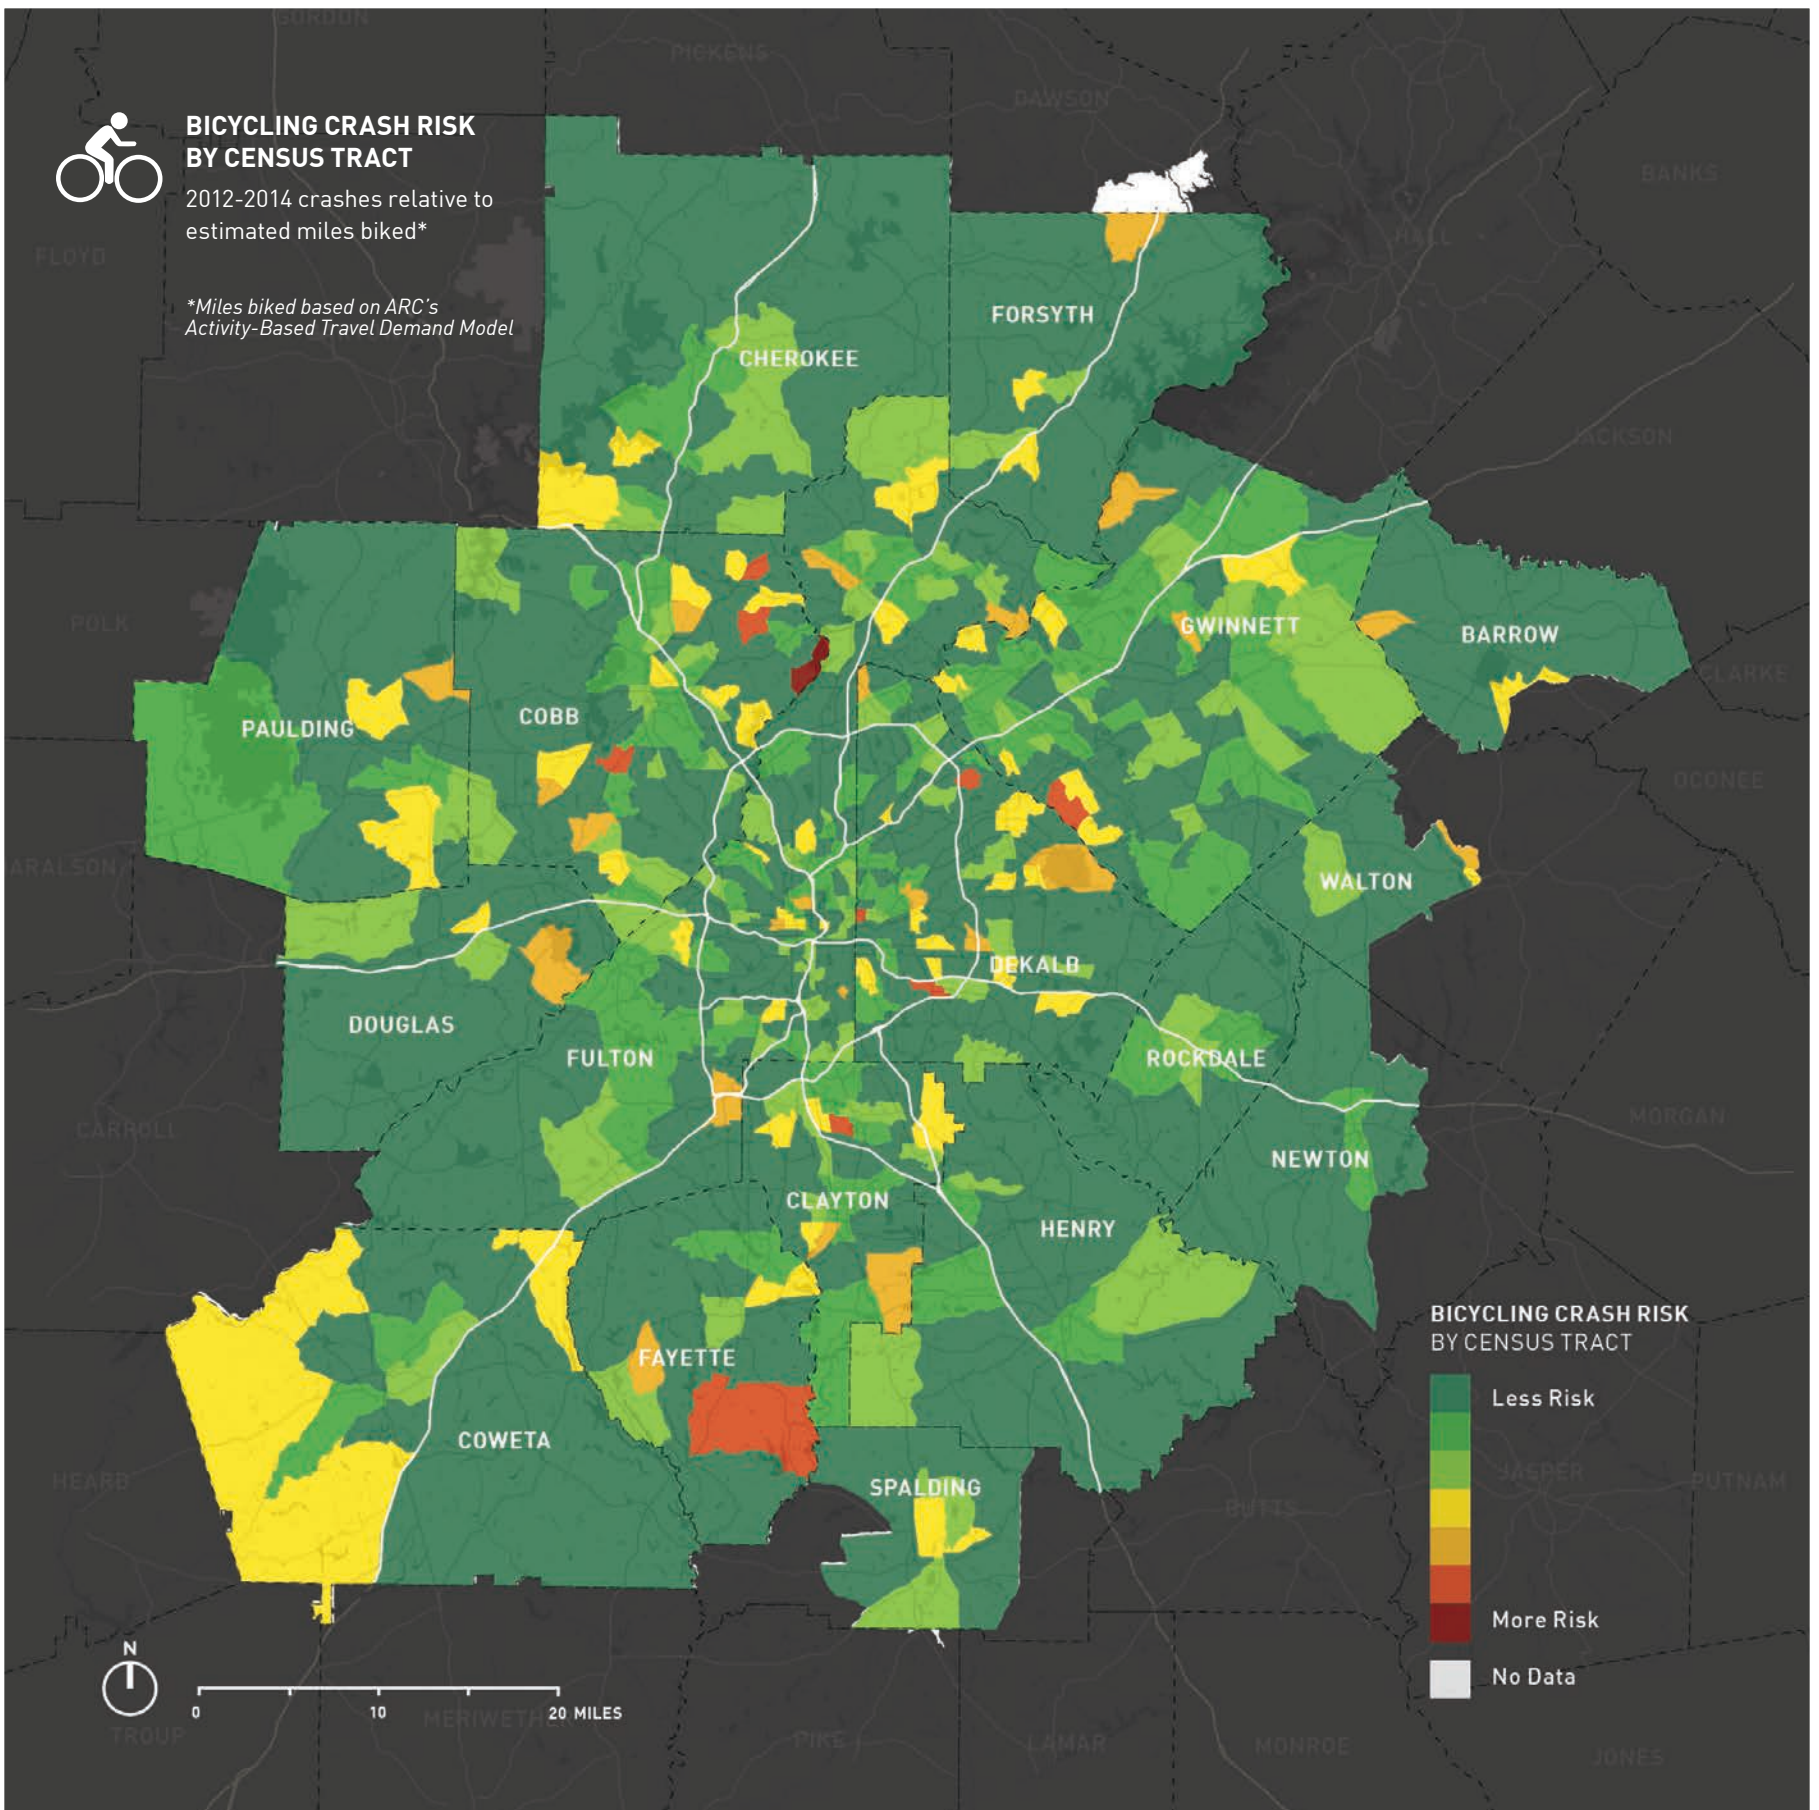 GORDON
PICKENS
DAWSON
BICYCLING CRASH RISK
BY CENSUS TRACT
2012-2014 crashes relative to
estimated miles biked*
*Miles biked based on ARC's
Activity-Based Travel Demand Model
BANKS
HALL
FLOYD
FORSYTH
CHEROKEE
JACKSON
POLK
GWINNETT
BARROW
CLARKE
PAULDING
COBB
OCONEE
ARALSON
WALTON
DEKALB
DOUGLAS
FULTON
ROCKDALE
CARROLL
MORGAN
NEWTON
CLAYTON
HENRY
BICYCLING CRASH RISK
BY CENSUS TRACT
FAYETTE
Less Risk
COWETA
HEARD
SPALDING
JASPER
PUTNAM
BUTTS
More Risk
N
No Data
0 10 20 MILES
TROUP
MERIWETHER
PIKE
LAMAR
MONROE
JONES